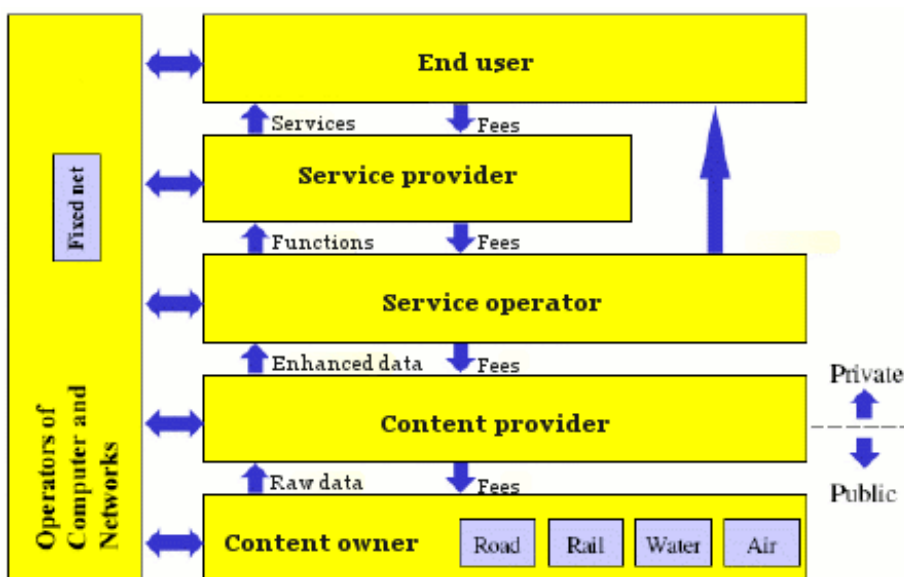 End user
Services
Fees
Service provider
Fixed net
Functions
Fees
Service operator
Enhanced data
Fees
Private
Content provider
Operators of
Computer and
Networks
Raw data
Fees
Public
Content owner
Road
Rail
Water
Air